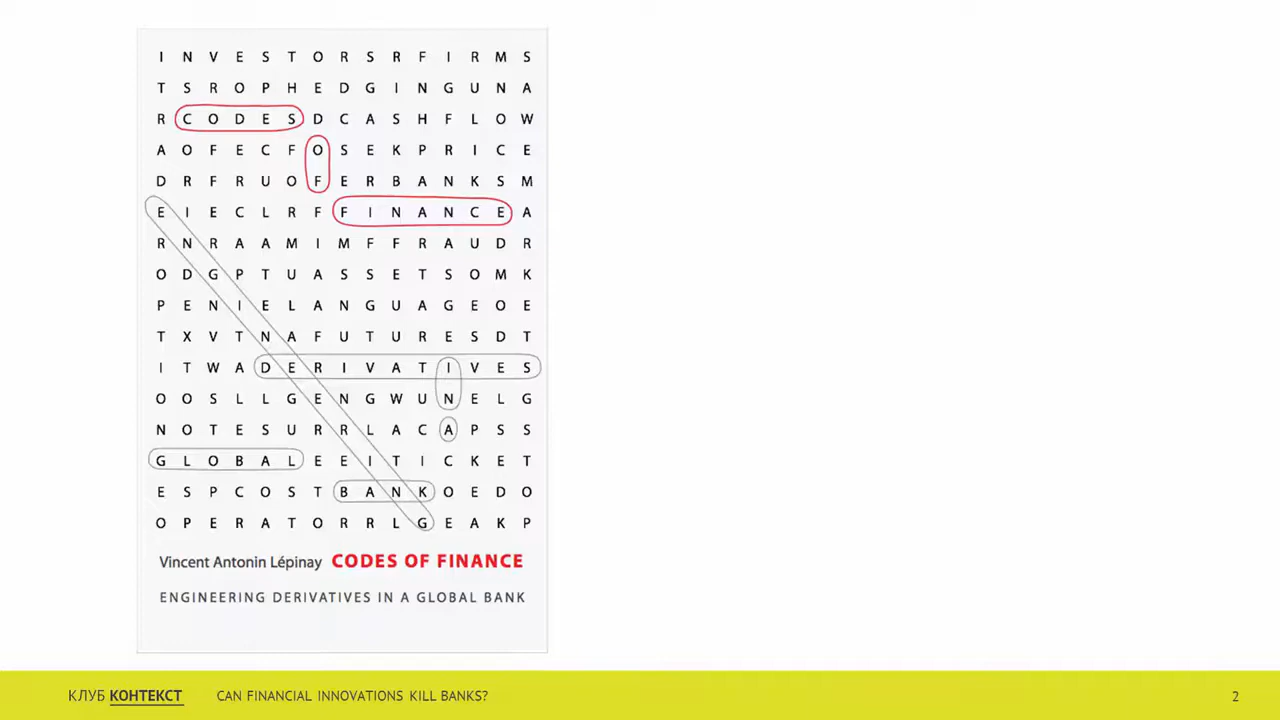 I N V E S T O R S R F I R M S
T S R O P H E D G I N G U N A
R C O D E S D C A S H F L O W
A O F E C F O S E K P R I C E
D R F R U O F E R B A N K S M
E I E C L R F F I N A N C E A
R N R A A M I M F F R A U D R
O D G P T U A S S E T S O M K
P E N I E L A N G U A G E O E
T X V T N A F U T U R E S D T
I T W A D E R I V A T I V E S
O O S L L G E N G W U N E L G
N O T E S U R R L A C A P S S
G L O B A L E E I T I C K E T
E S P C O S T B A N K O E D O
O P E R A T O R R L G E A K P
Vincent Antonin Lépinay CODES OF FINANCE
ENGINEERING DERIVATIVES IN A GLOBAL BANK
КЛУБ КОНТЕКСТ CAN FINANCIAL INNOVATIONS KILL BANKS? 2